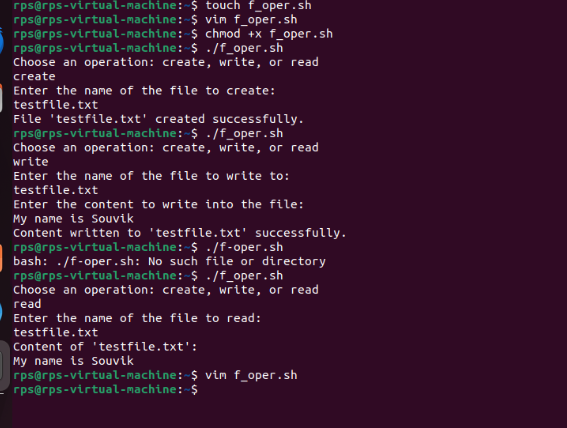 rps@rps-virtual-machine:~$ touch f_oper.sh
rps@rps-virtual-machine:~$ vim f_oper.sh
rps@rps-virtual-machine:~$ chmod +x f_oper.sh
rps@rps-virtual-machine:~$ ./f_oper.sh
Choose an operation: create, write, or read
create
Enter the name of the file to create:
testfile.txt
File 'testfile.txt' created successfully.
rps@rps-virtual-machine:~$ ./f_oper.sh
Choose an operation: create, write, or read
write
Enter the name of the file to write to:
testfile.txt
Enter the content to write into the file:
My name is Souvik
Content written to 'testfile.txt' successfully.
rps@rps-virtual-machine:~$ ./f-oper.sh
bash: ./f-oper.sh: No such file or directory
rps@rps-virtual-machine:~$ ./f_oper.sh
Choose an operation: create, write, or read
read
Enter the name of the file to read:
testfile.txt
Content of 'testfile.txt':
My name is Souvik
rps@rps-virtual-machine:~$ vim f_oper.sh
rps@rps-virtual-machine:~$